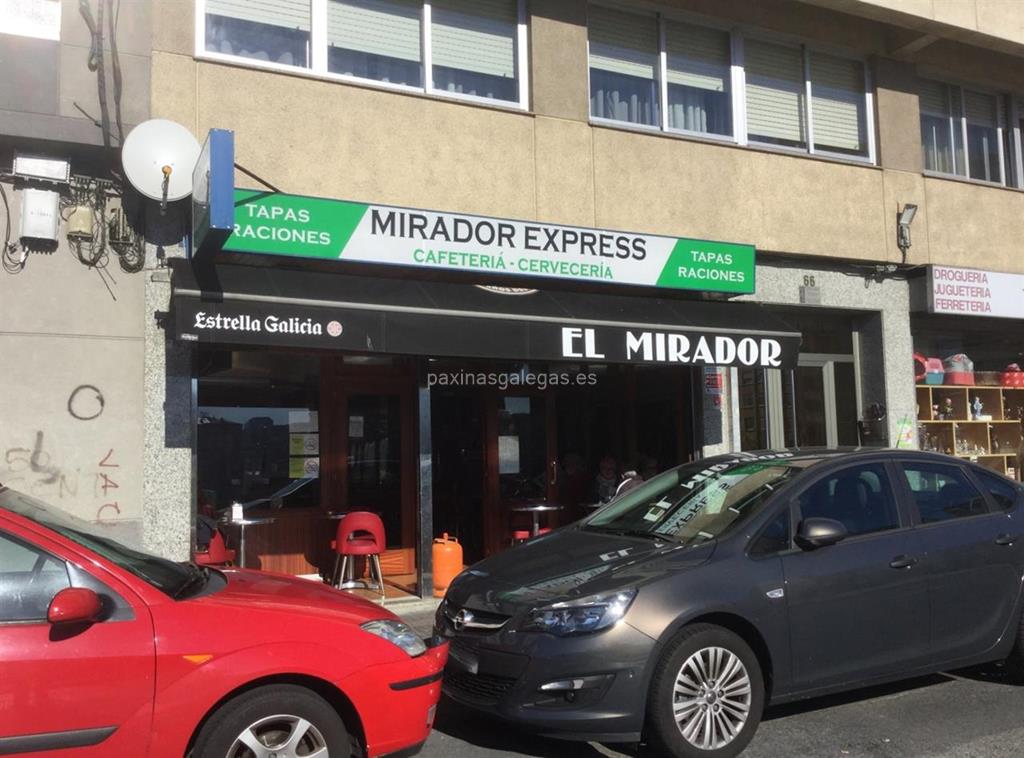 TAPAS
RACIONES
MIRADOR EXPRESS
CAFETERIÁ - CERVECERÍA
TAPAS
RACIONES
Estrella Galicia
EL MIRADOR
66
DROGUERIA
JUGUETERIA
FERRETERIA
paxinasgalegas.es